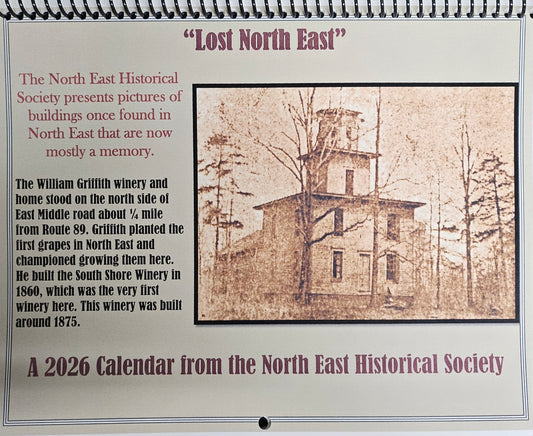 “Lost North East”
The North East Historical
Society presents pictures of
buildings once found in
North East that are now
mostly a memory.
The William Griffith winery and
home stood on the north side of
East Middle road about ¼ mile
from Route 89. Griffith planted the
first grapes in North East and
championed growing them here.
He built the South Shore Winery in
1860, which was the very first
winery here. This winery was built
around 1875.
A 2026 Calendar from the North East Historical Society